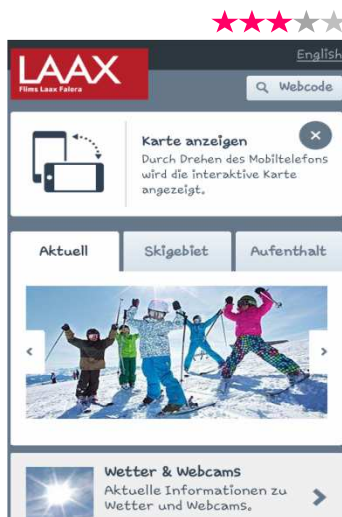 English
LAAX
Flims Laax Falera
Webcode
Karte anzeigen
Durch Drehen des Mobiltelefons
wird die interaktive Karte
angezeigt.
Aktuell Skigebiet Aufenthalt
Wetter & Webcams
Aktuelle Informationen zu
Wetter und Webcams.